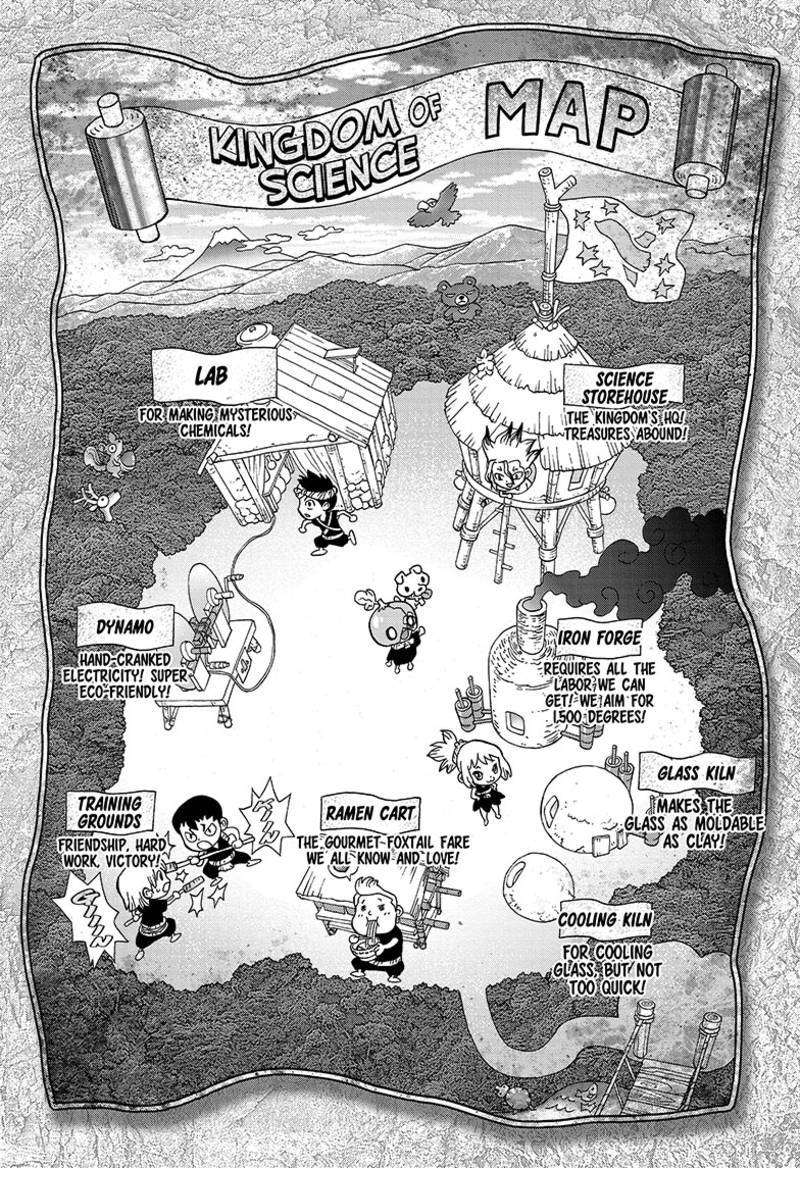 KINGDOM OF
SCIENCE
MAP
LAB
FOR MAKING MYSTERIOUS
CHEMICALS!
SCIENCE
STOREHOUSE
THE KINGDOM'S HQ!
TREASURES ABOUND!
DYNAMO
HAND-CRANKED
ELECTRICITY! SUPER
ECO-FRIENDLY!
IRON FORGE
REQUIRES ALL THE
LABOR WE CAN
GET! WE AIM FOR
1,500 DEGREES!
GLASS KILN
MAKES THE
GLASS AS MOLDABLE
AS CLAY!
TRAINING
GROUNDS
FRIENDSHIP, HARD
WORK, VICTORY!
RAMEN CART
THE GOURMET FOXTAIL FARE
WE ALL KNOW AND LOVE!
COOLING KILN
FOR COOLING
GLASS, BUT NOT
TOO QUICK!